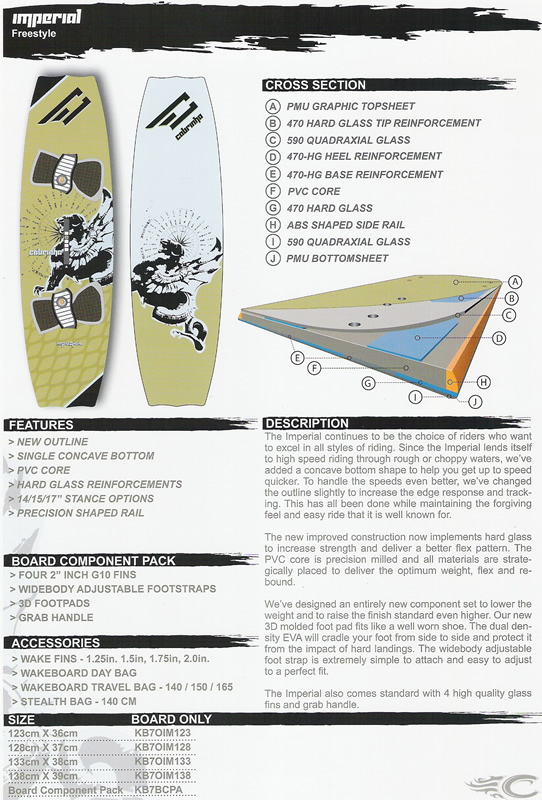 imperial
Freestyle
cabrinha
cabrinha
imperial
CROSS SECTION
A PMU GRAPHIC TOPSHEET
B 470 HARD GLASS TIP REINFORCEMENT
C 590 QUADRAXIAL GLASS
D 470-HG HEEL REINFORCEMENT
E 470-HG BASE REINFORCEMENT
F PVC CORE
G 470 HARD GLASS
H ABS SHAPED SIDE RAIL
I 590 QUADRAXIAL GLASS
J PMU BOTTOMSHEET
A
B
C
D
E
F
G
H
I
J
FEATURES
> NEW OUTLINE
> SINGLE CONCAVE BOTTOM
> PVC CORE
> HARD GLASS REINFORCEMENTS
> 14/15/17” STANCE OPTIONS
> PRECISION SHAPED RAIL
BOARD COMPONENT PACK
> FOUR 2” INCH G10 FINS
> WIDEBODY ADJUSTABLE FOOTSTRAPS
> 3D FOOTPADS
> GRAB HANDLE
ACCESSORIES
> WAKE FINS - 1.25in. 1.5in, 1.75in, 2.0in.
> WAKEBOARD DAY BAG
> WAKEBOARD TRAVEL BAG - 140 / 150 / 165
> STEALTH BAG - 140 CM
DESCRIPTION
The Imperial continues to be the choice of riders who want
to excel in all styles of riding. Since the Imperial lends itself
to high speed riding through rough or choppy waters, we’ve
added a concave bottom shape to help you get up to speed
quicker. To handle the speeds even better, we’ve changed
the outline slightly to increase the edge response and track-
ing. This has all been done while maintaining the forgiving
feel and easy ride that it is well known for.
The new improved construction now implements hard glass
to increase strength and deliver a better flex pattern. The
PVC core is precision milled and all materials are strate-
gically placed to deliver the optimum weight, flex and re-
bound.
We’ve designed an entirely new component set to lower the
weight and to raise the finish standard even higher. Our new
3D molded foot pad fits like a well worn shoe. The dual den-
sity EVA will cradle your foot from side to side and protect it
from the impact of hard landings. The widebody adjustable
foot strap is extremely simple to attach and easy to adjust
to a perfect fit.
The Imperial also comes standard with 4 high quality glass
fins and grab handle.
SIZE BOARD ONLY
123cm X 36cm KB7OIM123
128cm X 37cm KB7OIM128
133cm X 38cm KB7OIM133
138cm X 39cm KB7OIM138
Board Component Pack KB7BCPA